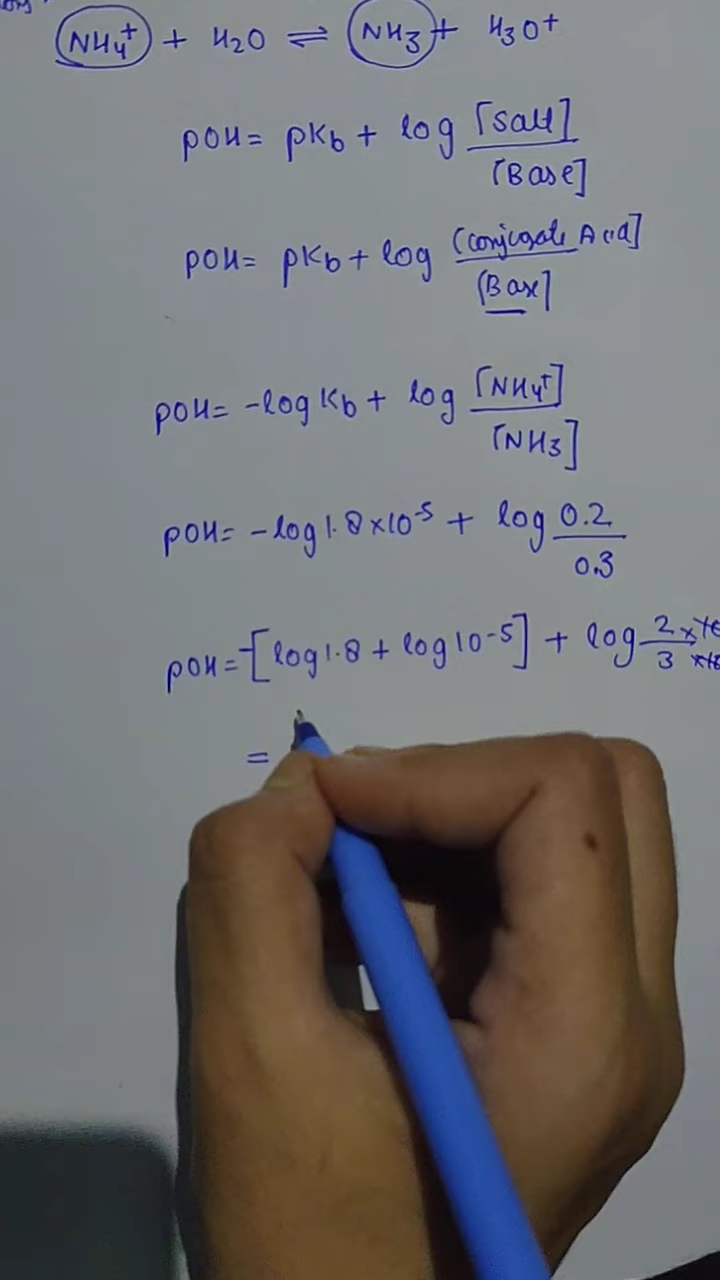 NH4+ + H2O ⇌ NH3 + H3O+
pOH = pKb + log [Salt]/[Base]
pOH = pKb + log [Conjugate Acid]/[Base]
pOH = -log Kb + log [NH4+]/[NH3]
pOH = -log 1.8 × 10-5 + log 0.2/0.3
pOH = -[log 1.8 + log 10-5] + log 2/3
=